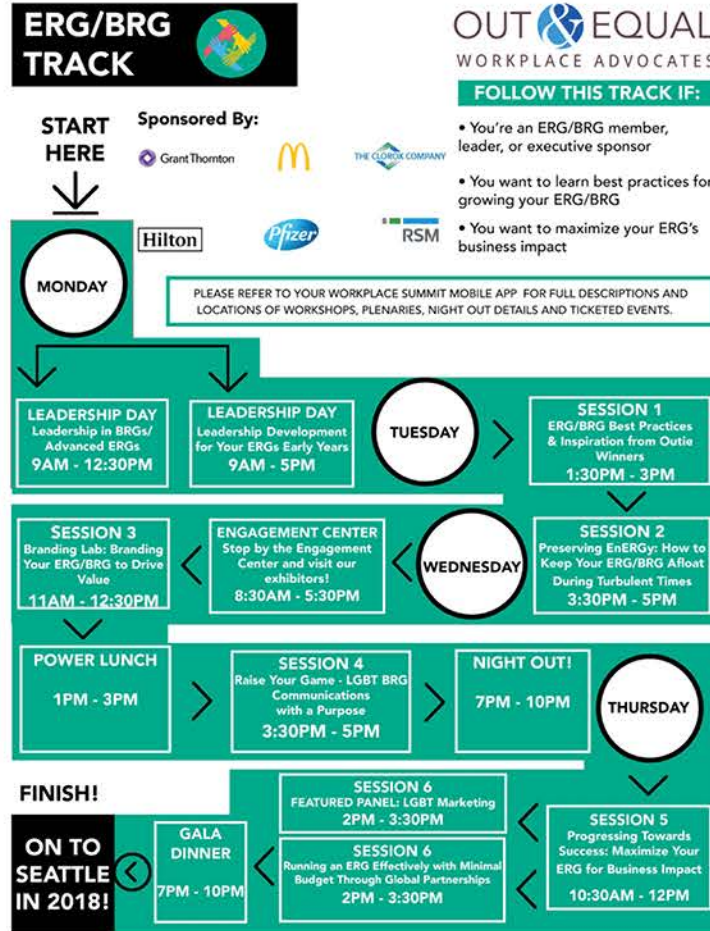 ERG/BRG
TRACK
OUT & EQUAL
WORKPLACE ADVOCATES
FOLLOW THIS TRACK IF:
• You're an ERG/BRG member,
leader, or executive sponsor
• You want to learn best practices for
growing your ERG/BRG
• You want to maximize your ERG's
business impact
START
HERE
Sponsored By:
Grant Thornton
THE CLOROX COMPANY
Hilton
Pfizer
RSM
MONDAY
PLEASE REFER TO YOUR WORKPLACE SUMMIT MOBILE APP FOR FULL DESCRIPTIONS AND
LOCATIONS OF WORKSHOPS, PLENARIES, NIGHT OUT DETAILS AND TICKETED EVENTS.
LEADERSHIP DAY
Leadership in BRGs/
Advanced ERGs
9AM - 12:30PM
LEADERSHIP DAY
Leadership Development
for Your ERGs Early Years
9AM - 5PM
TUESDAY
SESSION 1
ERG/BRG Best Practices
& Inspiration from Outie
Winners
1:30PM - 3PM
SESSION 2
Preserving EnERGy: How to
Keep Your ERG/BRG Afloat
During Turbulent Times
3:30PM - 5PM
WEDNESDAY
ENGAGEMENT CENTER
Stop by the Engagement
Center and visit our
exhibitors!
8:30AM - 5:30PM
SESSION 3
Branding Lab: Branding
Your ERG/BRG to Drive
Value
11AM - 12:30PM
POWER LUNCH
1PM - 3PM
SESSION 4
Raise Your Game - LGBT BRG
Communications
with a Purpose
3:30PM - 5PM
NIGHT OUT!
7PM - 10PM
THURSDAY
SESSION 5
Progressing Towards
Success: Maximize Your
ERG for Business Impact
10:30AM - 12PM
SESSION 6
FEATURED PANEL: LGBT Marketing
2PM - 3:30PM
SESSION 6
Running an ERG Effectively with Minimal
Budget Through Global Partnerships
2PM - 3:30PM
GALA
DINNER
7PM - 10PM
FINISH!
ON TO
SEATTLE
IN 2018!